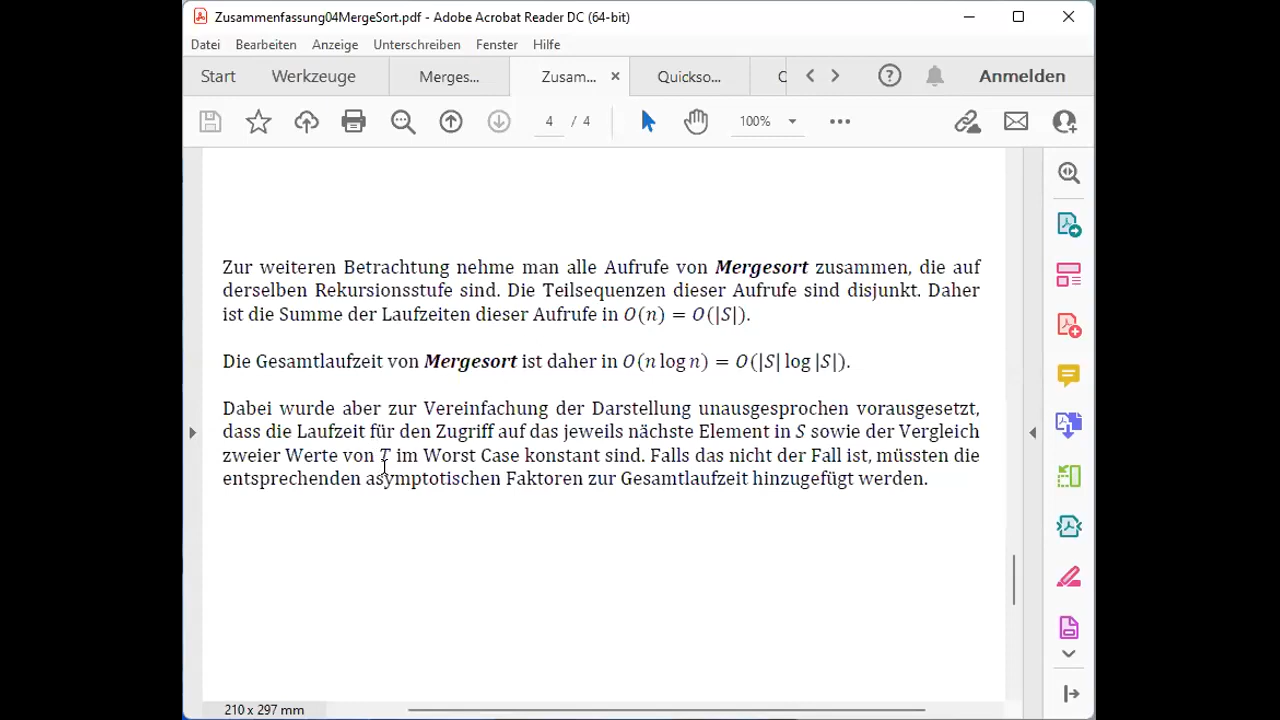 Zusammenfassung04MergeSort.pdf - Adobe Acrobat Reader DC (64-bit)
Datei Bearbeiten Anzeige Unterschreiben Fenster Hilfe
Start Werkzeuge Merges... Zusam... Quickso... Anmelden
4 / 4 100%
Zur weiteren Betrachtung nehme man alle Aufrufe von Mergesort zusammen, die auf
derselben Rekursionsstufe sind. Die Teilsequenzen dieser Aufrufe sind disjunkt. Daher
ist die Summe der Laufzeiten dieser Aufrufe in O(n) = O(|S|).
Die Gesamtlaufzeit von Mergesort ist daher in O(n log n) = O(|S| log |S|).
Dabei wurde aber zur Vereinfachung der Darstellung unausgesprochen vorausgesetzt,
dass die Laufzeit für den Zugriff auf das jeweils nächste Element in S sowie der Vergleich
zweier Werte von T im Worst Case konstant sind. Falls das nicht der Fall ist, müssten die
entsprechenden asymptotischen Faktoren zur Gesamtlaufzeit hinzugefügt werden.
210 x 297 mm